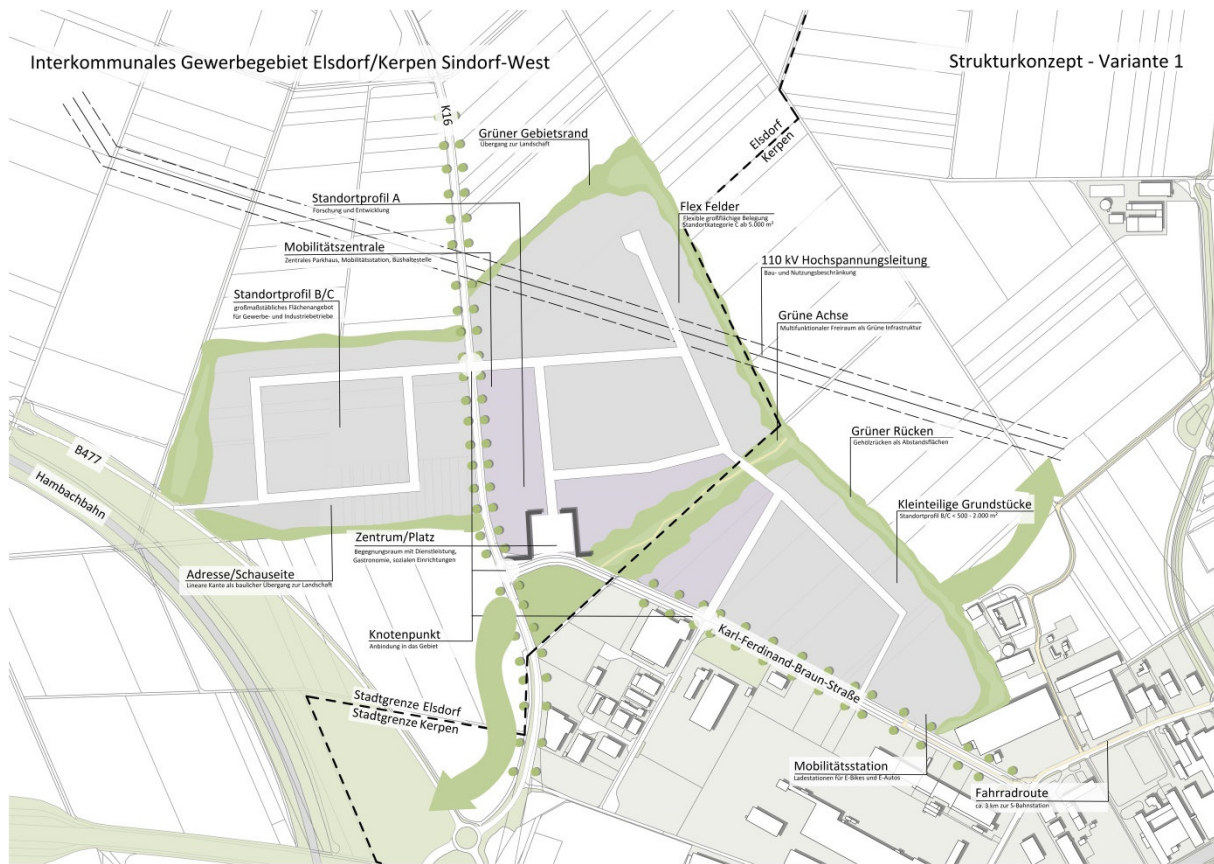 Interkommunales Gewerbegebiet Elsdorf/Kerpen Sindorf-West
Strukturkonzept - Variante 1
K16
Elsdorf
Kerpen
Grüner Gebietsrand
Übergang zur Landschaft
Standortprofil A
Forschung und Entwicklung
Flex Felder
Flexible großflächige Belegung
Standortkategorie C ab 5.000 m²
Mobilitätszentrale
Zentrales Parkhaus, Mobilitätsstation, Bushaltestelle
110 kV Hochspannungsleitung
Bau- und Nutzungsbeschränkung
Standortprofil B/C
großmaßstäbliches Flächenangebot
für Gewerbe- und Industriebetriebe
Grüne Achse
Multifunktionaler Freiraum als Grüne Infrastruktur
Grüner Rücken
Gehölzrücken als Abstandsflächen
B477
Hambachbahn
Kleinteilige Grundstücke
Standortprofil B/C < 500 - 2.000 m²
Zentrum/Platz
Begegnungsraum mit Dienstleistung,
Gastronomie, sozialen Einrichtungen
Adresse/Schauseite
Lineare Kante als baulicher Übergang zur Landschaft
Knotenpunkt
Anbindung in das Gebiet
Karl-Ferdinand-Braun-Straße
Stadtgrenze Elsdorf
Stadtgrenze Kerpen
Mobilitätsstation
Ladestationen für E-Bikes und E-Autos
Fahrradroute
ca. 3 km zur S-Bahnstation